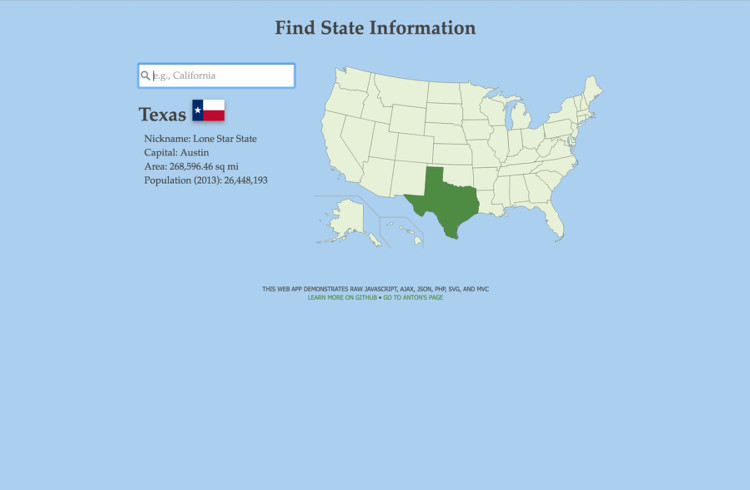 Find State Information
e.g., California
Texas
Nickname: Lone Star State
Capital: Austin
Area: 268,596.46 sq mi
Population (2013): 26,448,193
THIS WEB APP DEMONSTRATES RAW JAVASCRIPT, AJAX, JSON, PHP, SVG, AND MVC
LEARN MORE ON GITHUB • GO TO ANTON'S PAGE